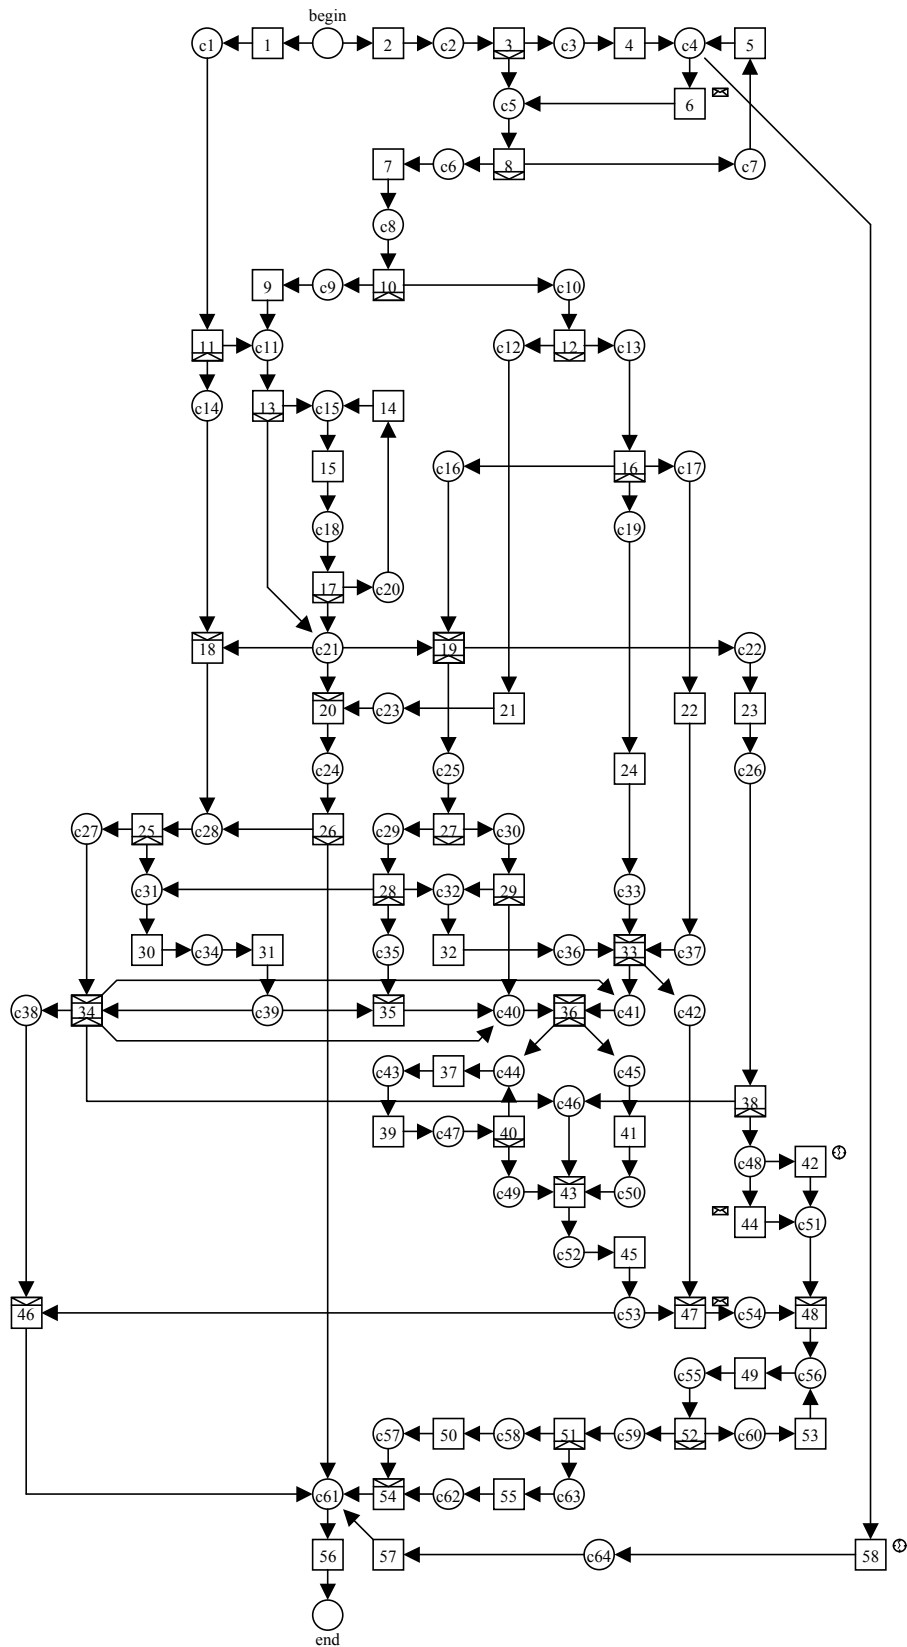 begin
c1 1 2 c2 3 c3 4 c4 5
c5 6
7 c6 8 c7
c8
9 c9 10 c10
11 c11 c12 12 c13
c14 13 c15 14
15 c16 16 c17
c18 c19
17 c20
18 c21 19 c22
20 c23 21 22 23
c24 c25 24 c26
c27 25 c28 26 c29 27 c30
c31 28 c32 29 c33
30 c34 31 c35 32 c36 33 c37
c38 34 c39 35 c40 36 c41 c42
c43 37 c44 c45
c46 38
39 c47 40 41
c48 42
c49 43 c50
44 c51
c52 45
46 c53 47 c54 48
c55 49 c56
c57 50 c58 51 c59 52 c60 53
c61 54 c62 55 c63
56 57 c64 58
end